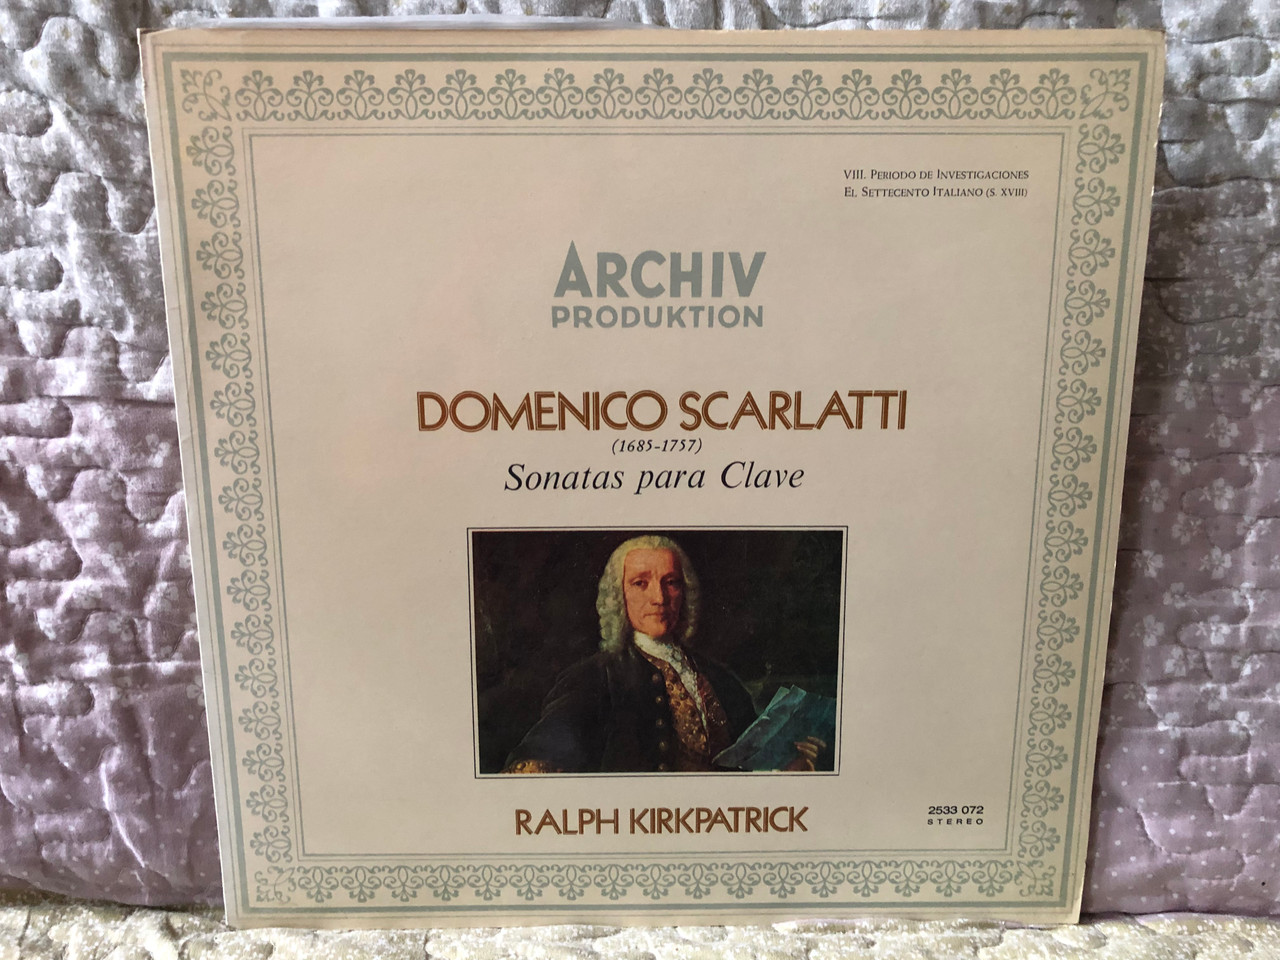 VIII. PERIODO DE INVESTIGACIONES
EL SETTECENTO ITALIANO (S. XVIII)
ARCHIV
PRODUKTION
DOMENICO SCARLATTI
(1685-1757)
Sonatas para Clave
RALPH KIRKPATRICK
2533 072
STEREO